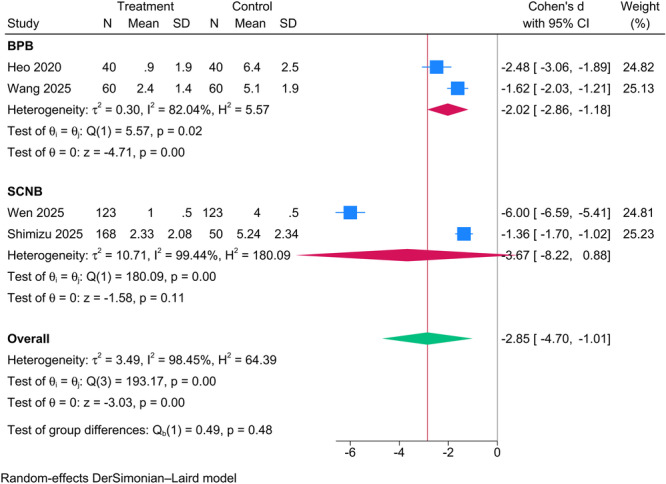 Treatment Control Cohen's d Weight
Study N Mean SD N Mean SD with 95% CI (%)
BPB
Heo 2020 40 .9 1.9 40 6.4 2.5 -2.48 [ -3.06, -1.89] 24.82
Wang 2025 60 2.4 1.4 60 5.1 1.9 -1.62 [ -2.03, -1.21] 25.13
Heterogeneity: τ² = 0.30, I² = 82.04%, H² = 5.57 -2.02 [ -2.86, -1.18]
Test of θi = θj: Q(1) = 5.57, p = 0.02
Test of θ = 0: z = -4.71, p = 0.00
SCNB
Wen 2025 123 1 .5 123 4 .5 -6.00 [ -6.59, -5.41] 24.81
Shimizu 2025 168 2.33 2.08 50 5.24 2.34 -1.36 [ -1.70, -1.02] 25.23
Heterogeneity: τ² = 10.71, I² = 99.44%, H² = 180.09 -3.67 [ -8.22, 0.88]
Test of θi = θj: Q(1) = 180.09, p = 0.00
Test of θ = 0: z = -1.58, p = 0.11
Overall -2.85 [ -4.70, -1.01]
Heterogeneity: τ² = 3.49, I² = 98.45%, H² = 64.39
Test of θi = θj: Q(3) = 193.17, p = 0.00
Test of θ = 0: z = -3.03, p = 0.00
Test of group differences: Qb(1) = 0.49, p = 0.48
-6 -4 -2 0
Random-effects DerSimonian–Laird model